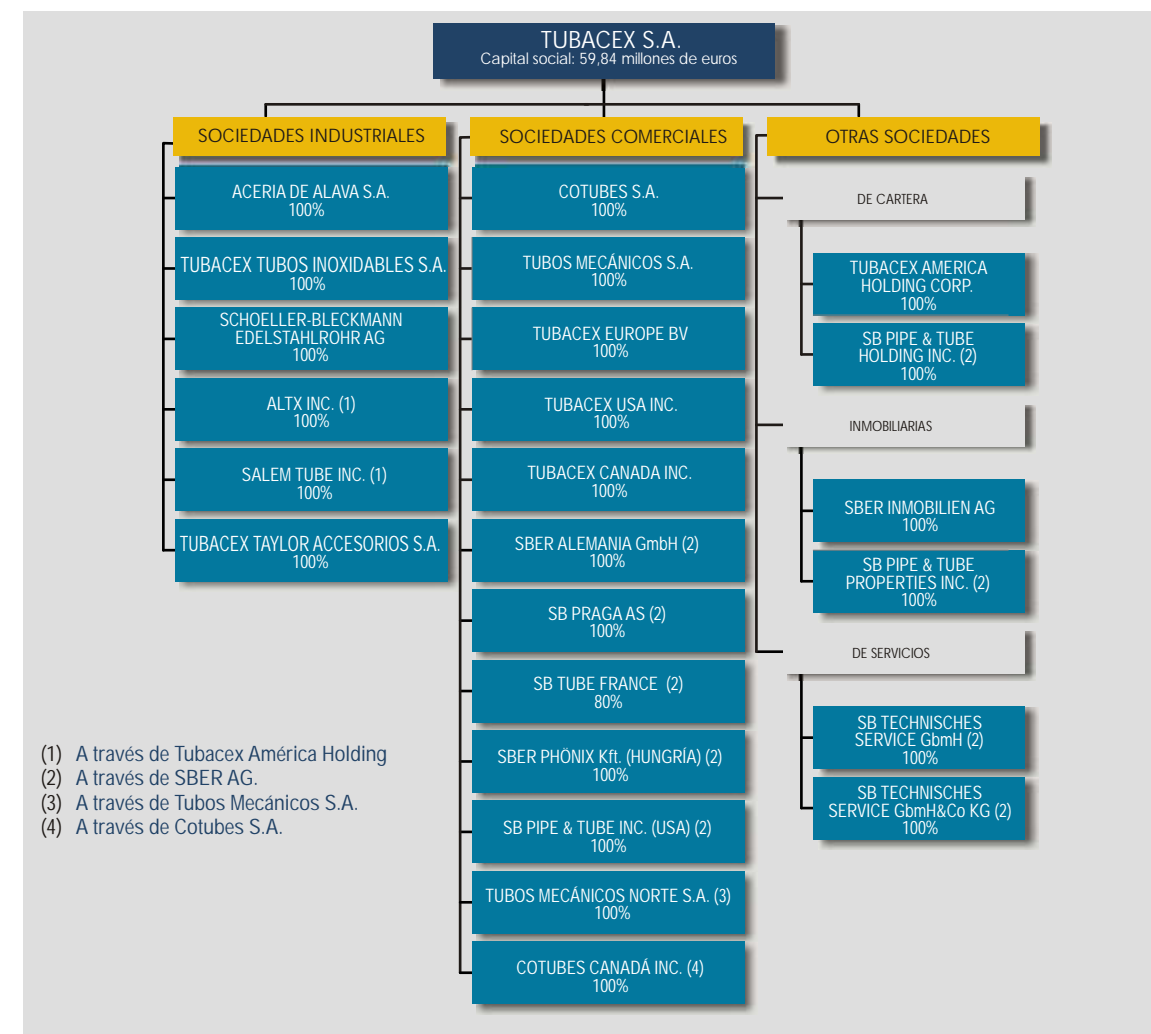 TUBACEX S.A.
Capital social: 59,84 millones de euros
SOCIEDADES INDUSTRIALES
ACERIA DE ALAVA S.A.
100%
TUBACEX TUBOS INOXIDABLES S.A.
100%
SCHOELLER-BLECKMANN
EDELSTAHLROHR AG
100%
ALTX INC. (1)
100%
SALEM TUBE INC. (1)
100%
TUBACEX TAYLOR ACCESORIOS S.A.
100%
SOCIEDADES COMERCIALES
COTUBES S.A.
100%
TUBOS MECÁNICOS S.A.
100%
TUBACEX EUROPE BV
100%
TUBACEX USA INC.
100%
TUBACEX CANADA INC.
100%
SBER ALEMANIA GmbH (2)
100%
SB PRAGA AS (2)
100%
SB TUBE FRANCE (2)
80%
SBER PHÖNIX Kft. (HUNGRÍA) (2)
100%
SB PIPE & TUBE INC. (USA) (2)
100%
TUBOS MECÁNICOS NORTE S.A. (3)
100%
COTUBES CANADÁ INC. (4)
100%
OTRAS SOCIEDADES
DE CARTERA
TUBACEX AMERICA
HOLDING CORP.
100%
SB PIPE & TUBE
HOLDING INC. (2)
100%
INMOBILIARIAS
SBER INMOBILIEN AG
100%
SB PIPE & TUBE
PROPERTIES INC. (2)
100%
DE SERVICIOS
SB TECHNISCHES
SERVICE GbmH (2)
100%
SB TECHNISCHES
SERVICE GbmH&Co KG (2)
100%
(1) A través de Tubacex América Holding
(2) A través de SBER AG.
(3) A través de Tubos Mecánicos S.A.
(4) A través de Cotubes S.A.